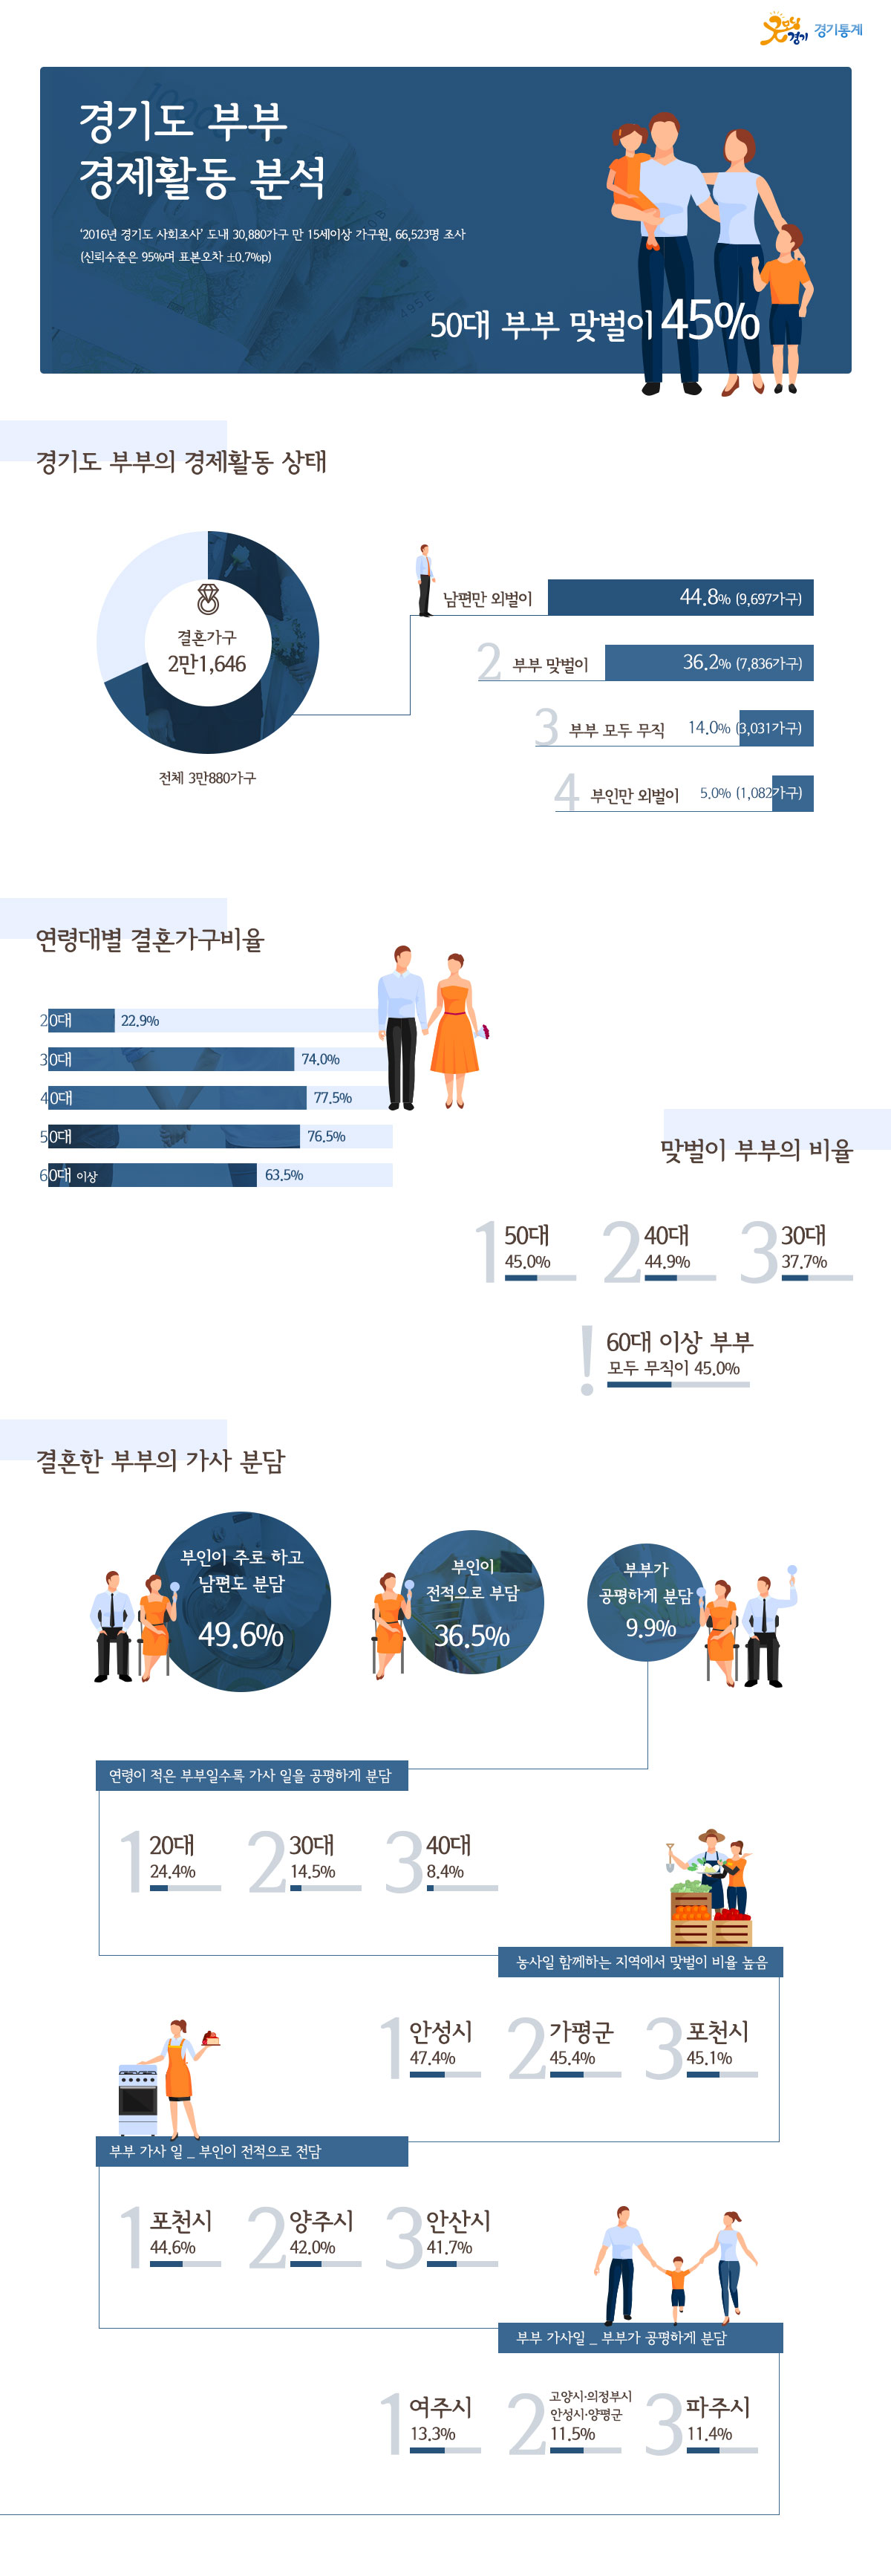 굿모닝 경기 경기통계
경기도 부부
경제활동 분석
‘2016년 경기도 사회조사’ 도내 30,880가구 만 15세이상 가구원, 66,523명 조사
(신뢰수준은 95%며 표본오차 ±0.7%p)
50대 부부 맞벌이 45%
경기도 부부의 경제활동 상태
결혼가구
2만1,646
전체 3만880가구
남편만 외벌이 44.8% (9,697가구)
2 부부 맞벌이 36.2% (7,836가구)
3 부부 모두 무직 14.0% (3,031가구)
4 부인만 외벌이 5.0% (1,082가구)
연령대별 결혼가구비율
20대 22.9%
30대 74.0%
40대 77.5%
50대 76.5%
60대 이상 63.5%
맞벌이 부부의 비율
1 50대 45.0%
2 40대 44.9%
3 30대 37.7%
! 60대 이상 부부
모두 무직이 45.0%
결혼한 부부의 가사 분담
부인이 주로 하고
남편도 분담
49.6%
부인이
전적으로 부담
36.5%
부부가
공평하게 분담
9.9%
연령이 적은 부부일수록 가사 일을 공평하게 분담
1 20대 24.4%
2 30대 14.5%
3 40대 8.4%
농사일 함께하는 지역에서 맞벌이 비율 높음
1 안성시 47.4%
2 가평군 45.4%
3 포천시 45.1%
부부 가사 일 _ 부인이 전적으로 전담
1 포천시 44.6%
2 양주시 42.0%
3 안산시 41.7%
부부 가사일 _ 부부가 공평하게 분담
1 여주시 13.3%
2 고양시·의정부시
안성시·양평군
11.5%
3 파주시 11.4%